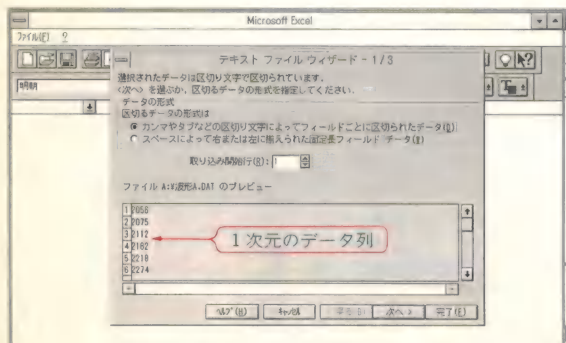 Microsoft Excel
ファイル(F) ?
明朝
テキスト ファイル ウィザード - 1/3
選択されたデータは区切り文字で区切られています.
<次へ> を選ぶか, 区切るデータの形式を指定してください.
データの形式
区切るデータの形式は
カンマやタブなどの区切り文字によってフィールドごとに区切られたデータ(D)
スペースによって右または左に揃えられた固定長フィールド データ(W)
取り込み開始行(R): 1
ファイル A:¥波形A.DAT のプレビュー
1 2056
2 2075
3 2112
4 2182
5 2218
6 2274
1次元のデータ列
ヘルプ(H) キャンセル 次へ > 完了(F)